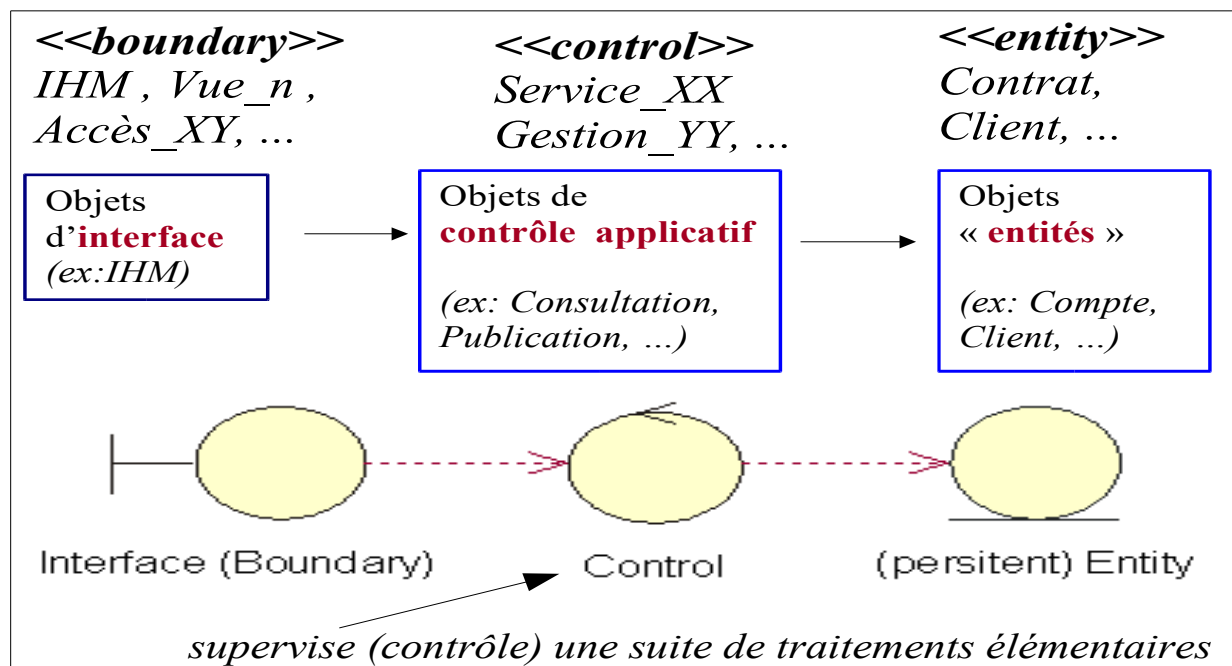 <<boundary>>
IHM , Vue_n ,
Accès_XY, ...
<<control>>
Service_XX
Gestion_YY, ...
<<entity>>
Contrat,
Client, ...
Objets
d’interface
(ex:IHM)
Objets de
contrôle applicatif
(ex: Consultation,
Publication, ...)
Objets
« entités »
(ex: Compte,
Client, ...)
Interface (Boundary)
Control
(persitent) Entity
supervise (contrôle) une suite de traitements élémentaires